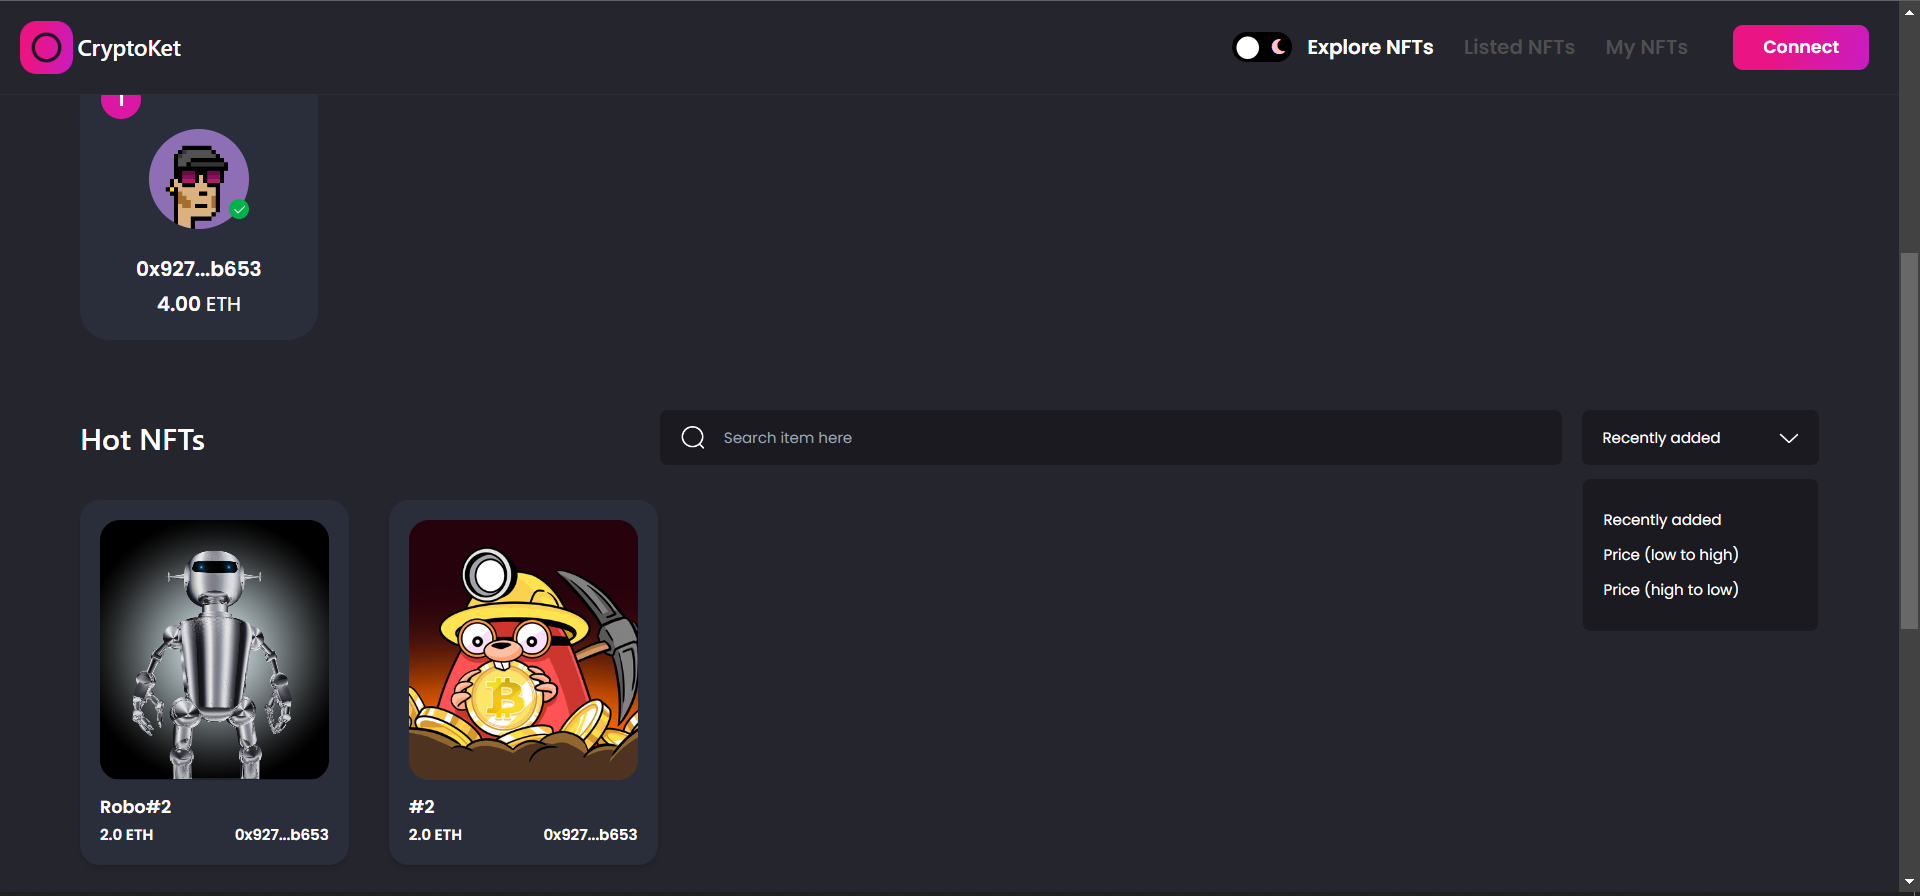 CryptoKet
Explore NFTs
Listed NFTs
My NFTs
Connect
1
0x927...b653
4.00 ETH
Hot NFTs
Search item here
Recently added
Recently added
Price (low to high)
Price (high to low)
Robo#2
2.0 ETH
0x927...b653
#2
2.0 ETH
0x927...b653